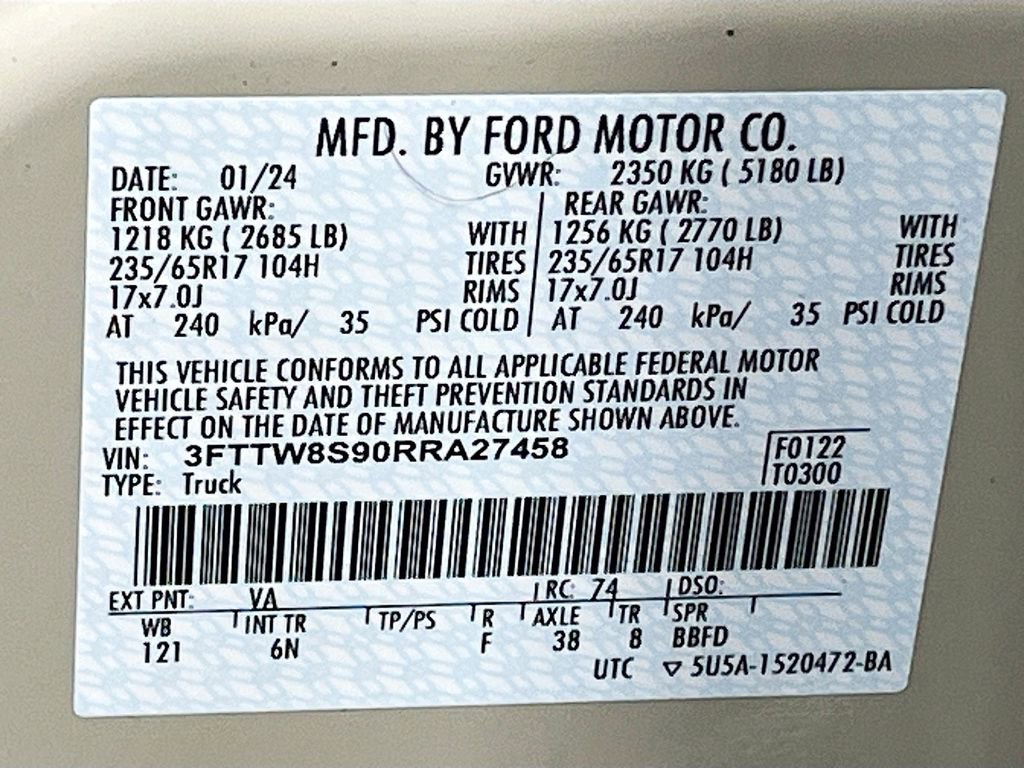 MFD. BY FORD MOTOR CO.
DATE: 01/24 GVWR: 2350 KG ( 5180 LB)
FRONT GAWR: REAR GAWR:
1218 KG ( 2685 LB) WITH 1256 KG ( 2770 LB) WITH
235/65R17 104H TIRES 235/65R17 104H TIRES
17x7.0J RIMS 17x7.0J RIMS
AT 240 kPa/ 35 PSI COLD AT 240 kPa/ 35 PSI COLD
THIS VEHICLE CONFORMS TO ALL APPLICABLE FEDERAL MOTOR
VEHICLE SAFETY AND THEFT PREVENTION STANDARDS IN
EFFECT ON THE DATE OF MANUFACTURE SHOWN ABOVE.
VIN: 3FTTW8S90RRA27458 F0122
TYPE: Truck T0300
EXT PNT: VA RC: 74 DSO:
WB INT TR TP/PS R AXLE TR SPR
121 6N F 38 8 BBFD
UTC ▽ 5U5A-1520472-BA